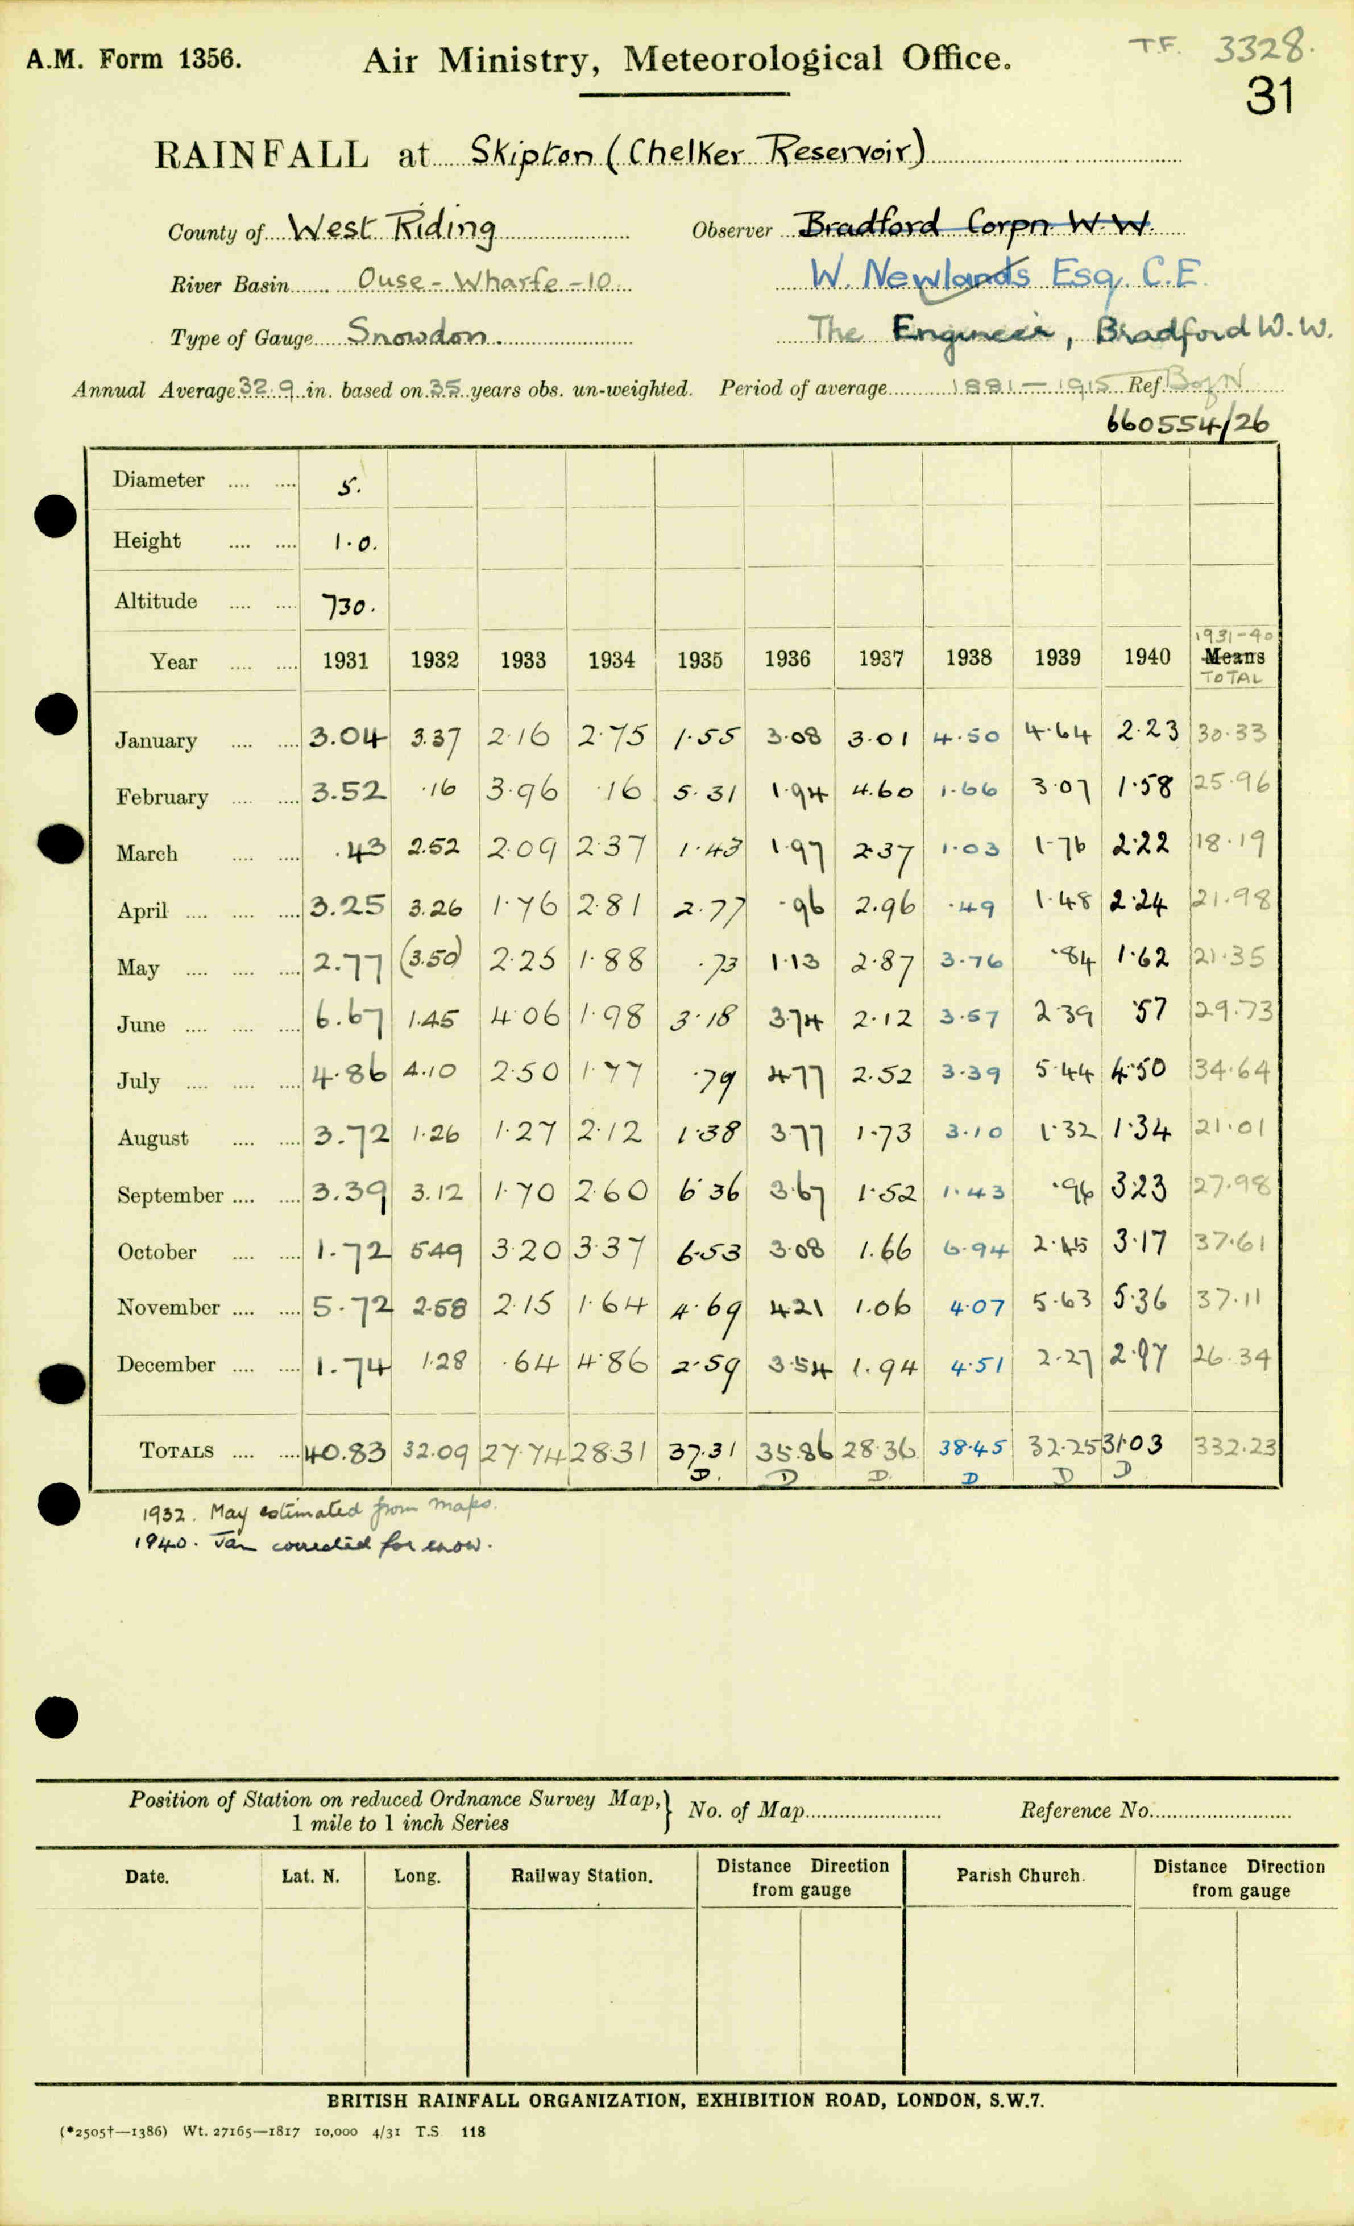 A.M. Form 1356.
Air Ministry, Meteorological Office.
T.F. 3328.
31
RAINFALL at Skipton (Chelker Reservoir)
County of West Riding Observer Bradford Corpn W.W.
River Basin Ouse - Wharfe - 10. W. Newlands Esq. C.E.
Type of Gauge Snowdon. The Engineer, Bradford W.W.
Annual Average 32.9 in. based on 35 years obs. un-weighted. Period of average 1881 - 1915 Ref. B of N
660554/26
Diameter .... .... 5.
Height .... .... 1.0.
Altitude .... .... 730.
1931-40
Year .... .... 1931 1932 1933 1934 1935 1936 1937 1938 1939 1940 Means
TOTAL
January .... .... 3.04 3.37 2.16 2.75 1.55 3.08 3.01 4.50 4.64 2.23 30.33
February .... .... 3.52 .16 3.96 .16 5.31 1.94 4.60 1.66 3.07 1.58 25.96
March .... .... .43 2.52 2.09 2.37 1.43 1.97 2.37 1.03 1.76 2.22 18.19
April .... .... .... 3.25 3.26 1.76 2.81 2.77 .96 2.96 .49 1.48 2.24 21.98
May .... .... .... 2.77 (3.50) 2.25 1.88 .73 1.13 2.87 3.76 .84 1.62 21.35
June .... .... .... 6.67 1.45 4.06 1.98 3.18 3.74 2.12 3.57 2.39 .57 29.73
July .... .... .... 4.86 4.10 2.50 1.77 .79 4.77 2.52 3.39 5.44 4.50 34.64
August .... .... 3.72 1.26 1.27 2.12 1.38 3.77 1.73 3.10 1.32 1.34 21.01
September .... .... 3.39 3.12 1.70 2.60 6.36 3.67 1.52 1.43 .96 3.23 27.98
October .... .... 1.72 5.49 3.20 3.37 6.53 3.08 1.66 6.94 2.45 3.17 37.61
November .... .... 5.72 2.58 2.15 1.64 4.69 4.21 1.06 4.07 5.63 5.36 37.11
December .... .... 1.74 1.28 .64 4.86 2.59 3.54 1.94 4.51 2.27 2.97 26.34
TOTALS .... .... 40.83 32.09 27.74 28.31 37.31 35.86 28.36 38.45 32.25 31.03 332.23
D. D D. D D D
1932. May estimated from maps.
1940. Jan corrected for snow.
Position of Station on reduced Ordnance Survey Map,} No. of Map Reference No.
1 mile to 1 inch Series
Date. Lat. N. Long. Railway Station. Distance Direction from gauge Parish Church. Distance Direction from gauge
BRITISH RAINFALL ORGANIZATION, EXHIBITION ROAD, LONDON, S.W.7.
(*2505†—1386) Wt. 27165—1817 10,000 4/31 T.S. 118